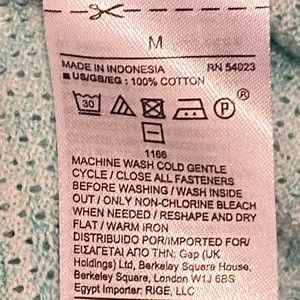 M
MADE IN INDONESIA RN 54023
■ US/GB/EG : 100% COTTON
30 P ®
1166
MACHINE WASH COLD GENTLE
CYCLE / CLOSE ALL FASTENERS
BEFORE WASHING / WASH INSIDE
OUT / ONLY NON-CHLORINE BLEACH
WHEN NEEDED / RESHAPE AND DRY
FLAT / WARM IRON
DISTRIBUIDO POR/IMPORTED FOR/
ΕΙΣΑΓΕΤΑΙ ΑΠΟ ΤΗΝ: Gap (UK
Holdings) Ltd, Berkeley Square House,
Berkeley Square, London W1J 6BS
Egypt Importer: RIGE, LLC